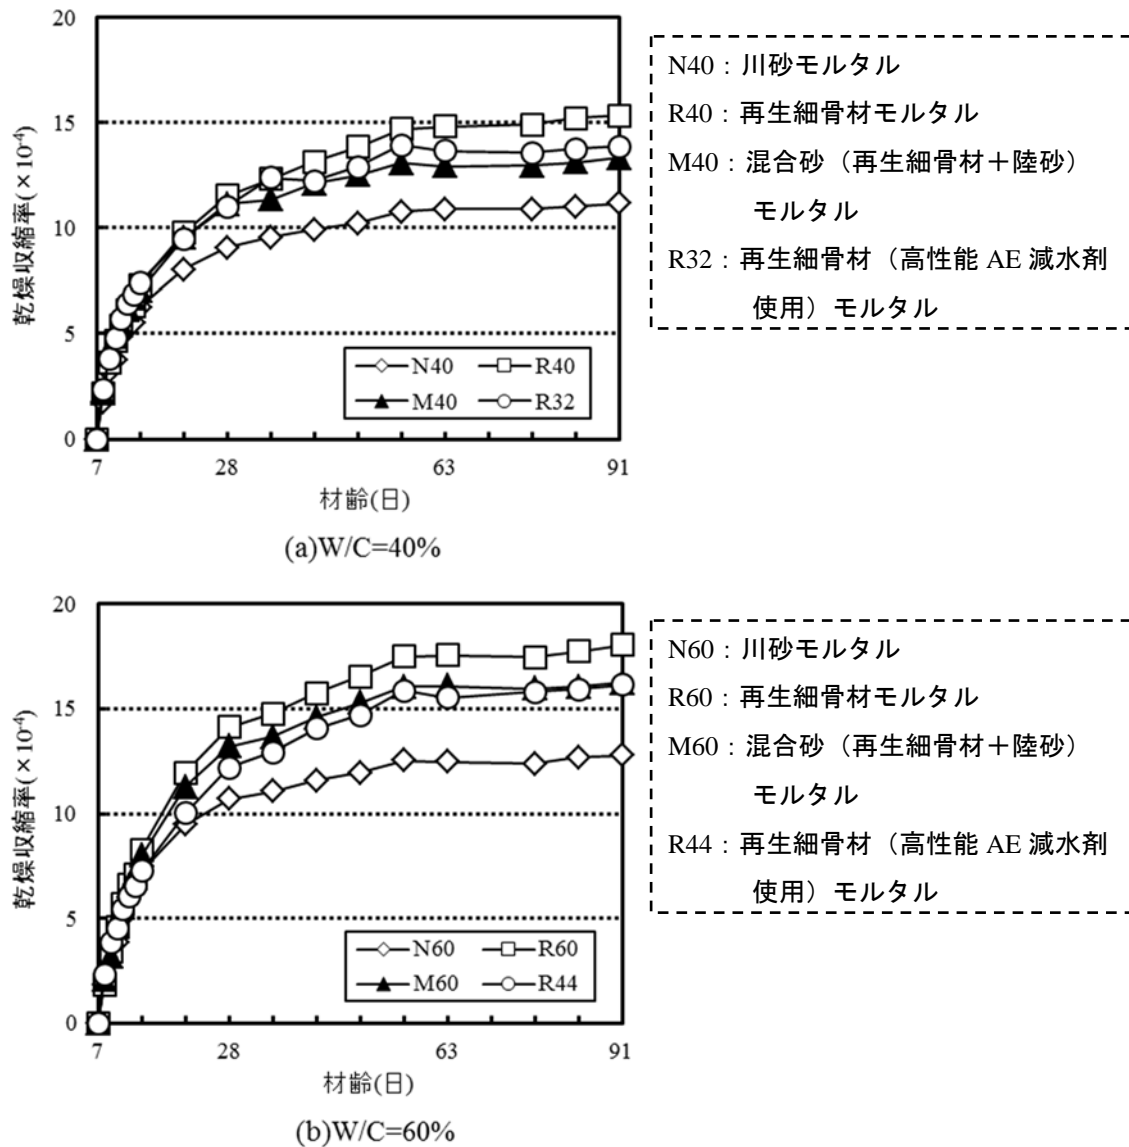 20
15
10
5
0
乾燥収縮率(×10⁻⁴)
N40
R40
M40
R32
7
28
63
91
材齢(日)
(a)W/C=40%
N40：川砂モルタル
R40：再生細骨材モルタル
M40：混合砂（再生細骨材＋陸砂）
モルタル
R32：再生細骨材（高性能 AE 減水剤
使用）モルタル
20
15
10
5
0
乾燥収縮率(×10⁻⁴)
N60
R60
M60
R44
7
28
63
91
材齢(日)
(b)W/C=60%
N60：川砂モルタル
R60：再生細骨材モルタル
M60：混合砂（再生細骨材＋陸砂）
モルタル
R44：再生細骨材（高性能 AE 減水剤
使用）モルタル